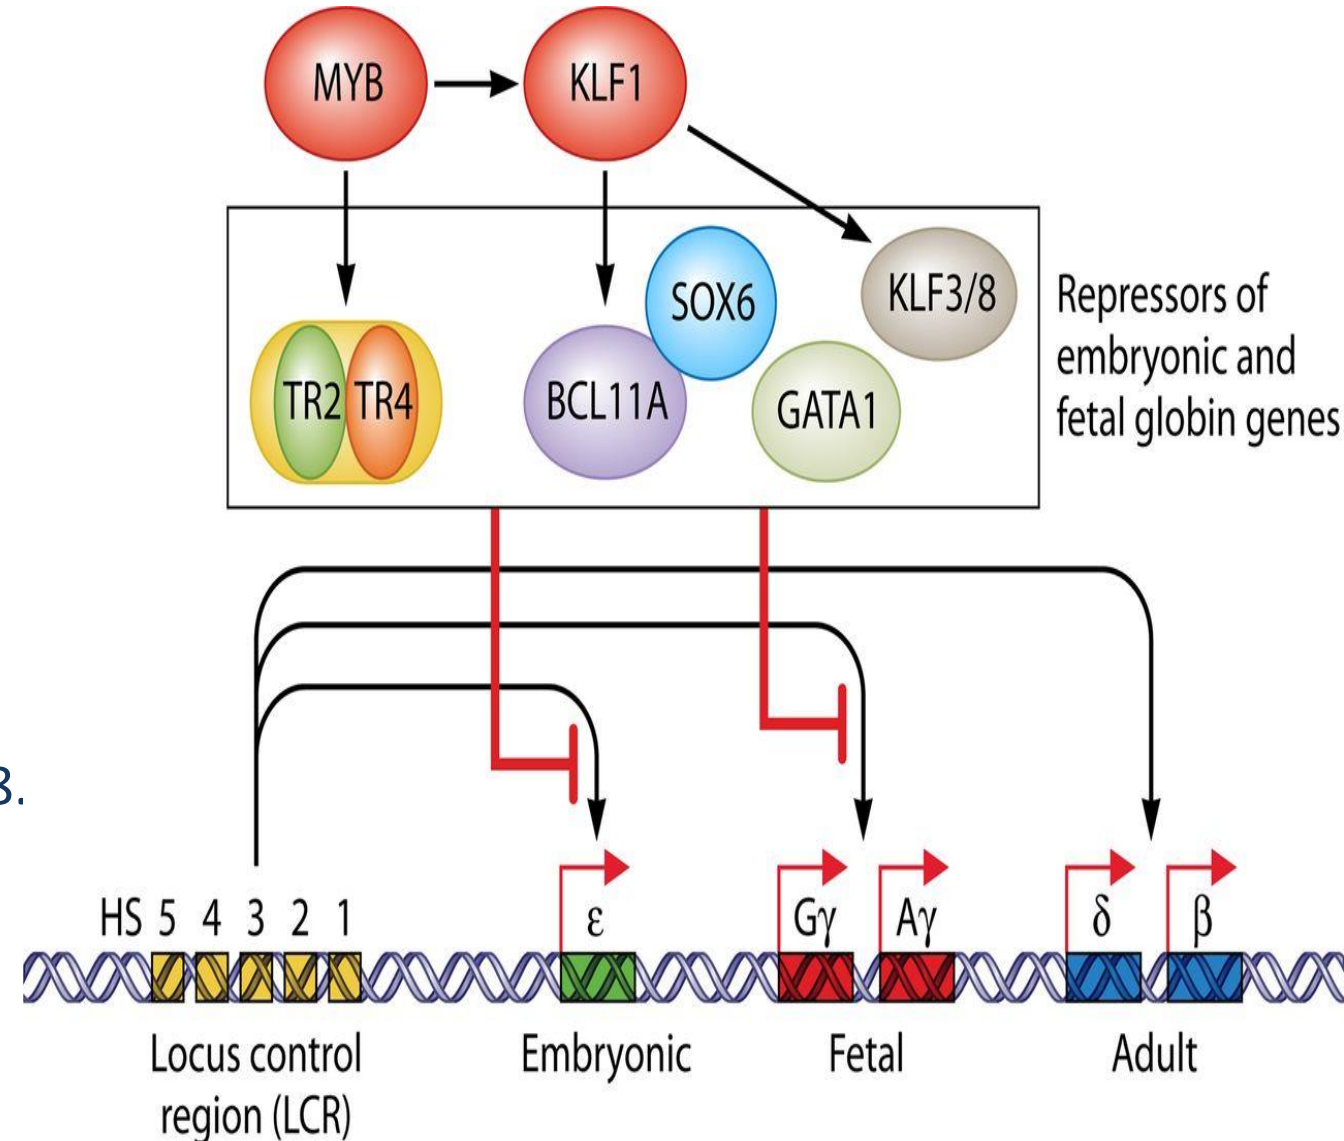 MYB
KLF1
SOX6
KLF3/8
TR2
TR4
BCL11A
GATA1
Repressors of
embryonic and
fetal globin genes
3.
HS 5 4 3 2 1
ε
Gγ
Aγ
δ
β
Locus control
region (LCR)
Embryonic
Fetal
Adult